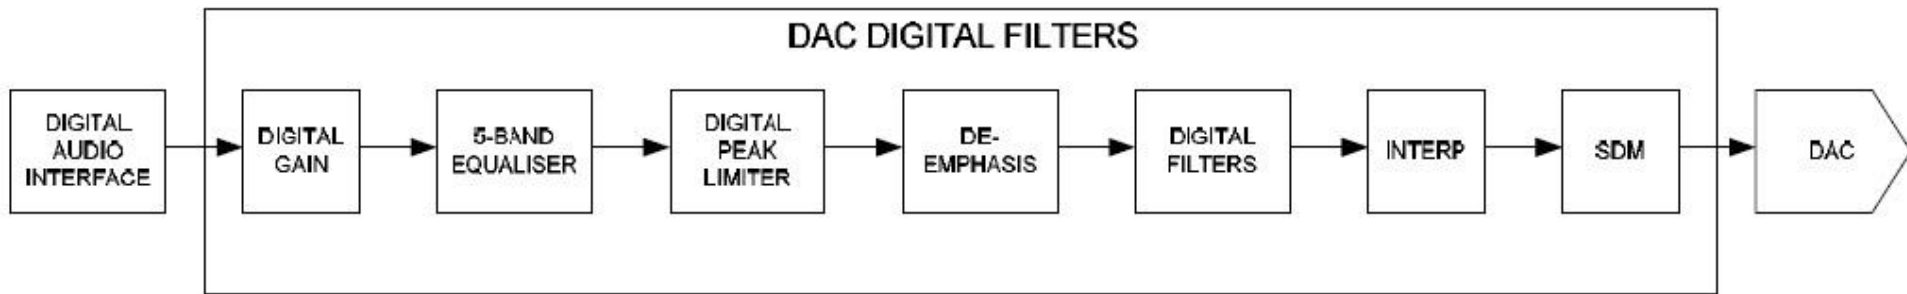 DAC DIGITAL FILTERS
DIGITAL
AUDIO
INTERFACE
DIGITAL
GAIN
5-BAND
EQUALISER
DIGITAL
PEAK
LIMITER
DE-
EMPHASIS
DIGITAL
FILTERS
INTERP
SDM
DAC